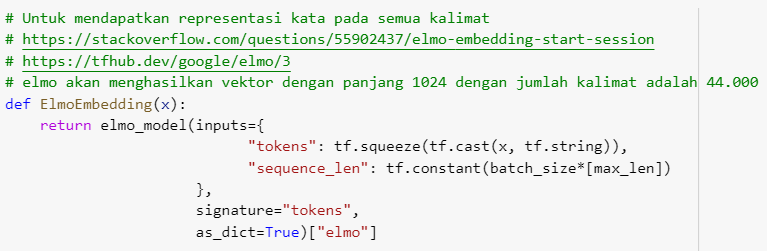 # Untuk mendapatkan representasi kata pada semua kalimat
# https://stackoverflow.com/questions/55902437/elmo-embedding-start-session
# https://tfhub.dev/google/elmo/3
# elmo akan menghasilkan vektor dengan panjang 1024 dengan jumlah kalimat adalah 44.000
def ElmoEmbedding(x):
    return elmo_model(inputs={
                            "tokens": tf.squeeze(tf.cast(x, tf.string)),
                            "sequence_len": tf.constant(batch_size*[max_len])
                      },
                      signature="tokens",
                      as_dict=True)["elmo"]